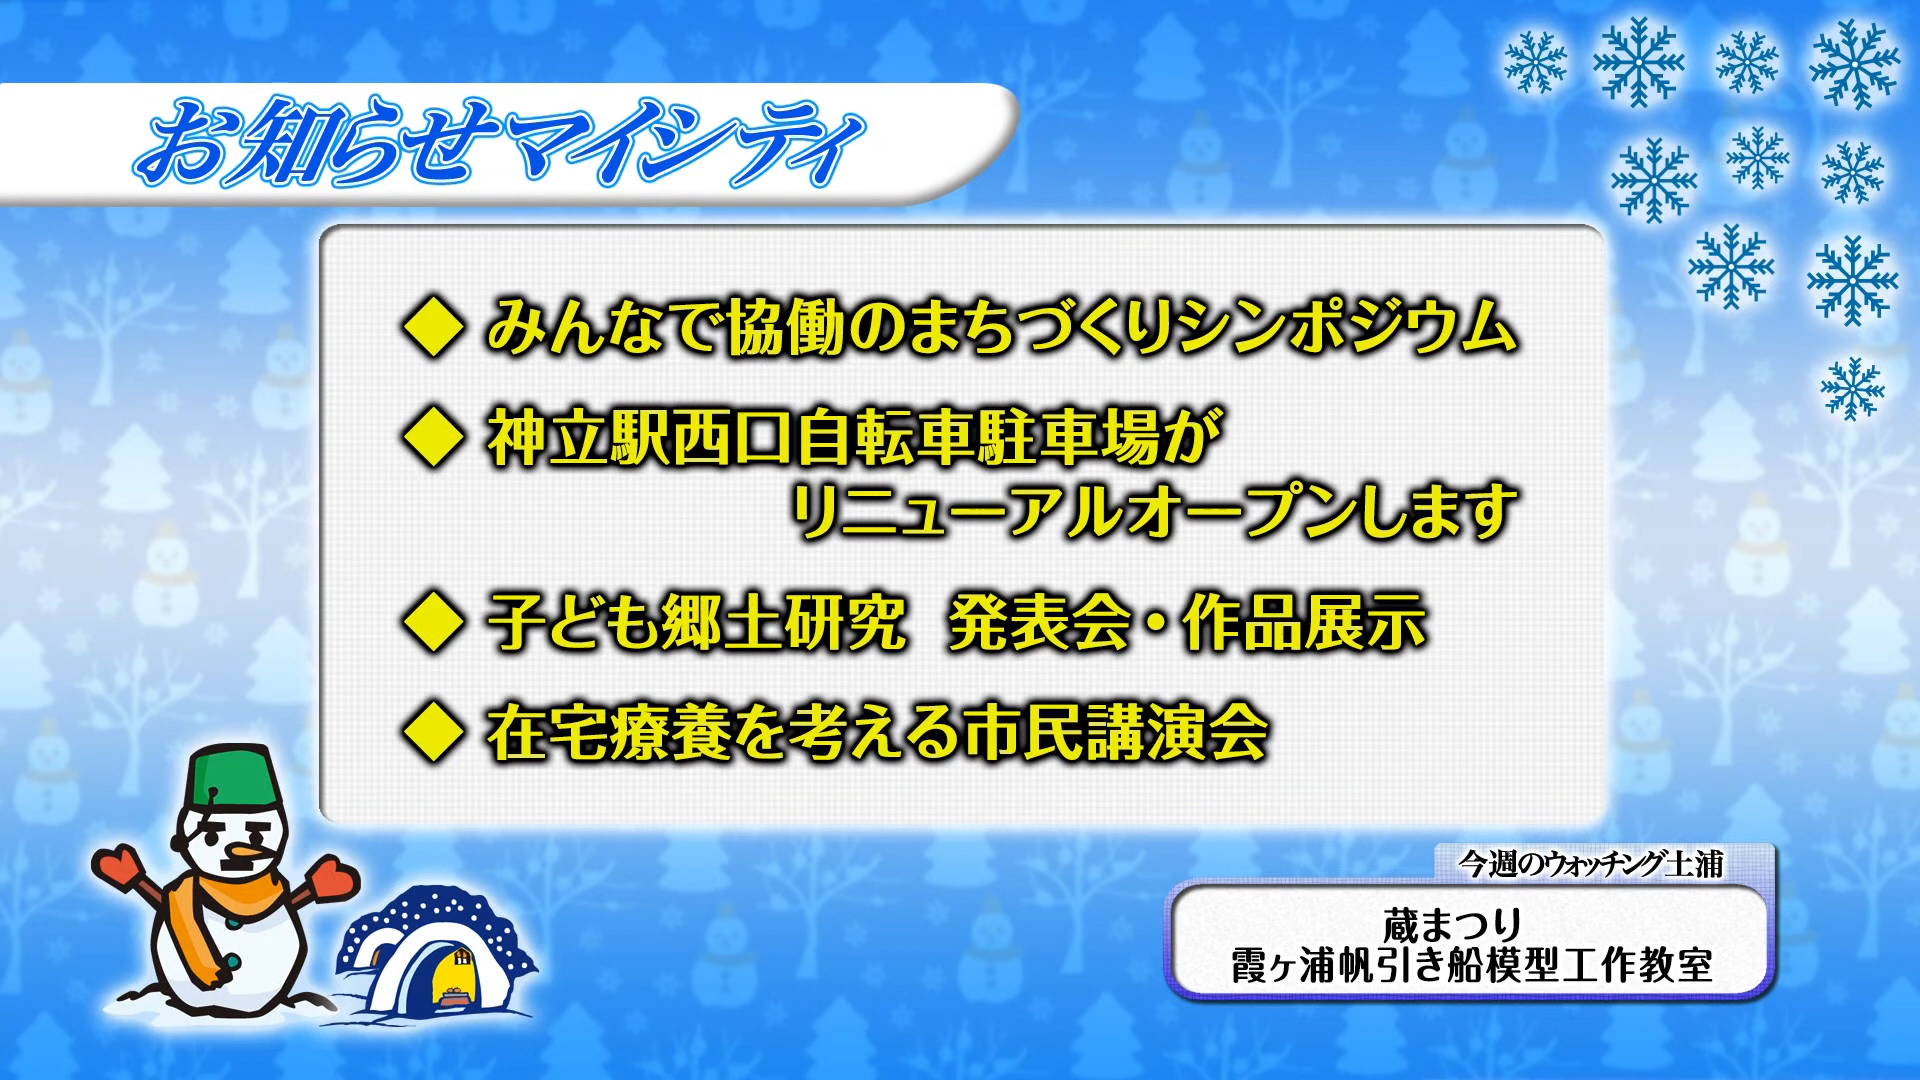 お知らせマイシティ
◆ みんなで協働のまちづくりシンポジウム
◆ 神立駅西口自転車駐車場が
リニューアルオープンします
◆ 子ども郷土研究　発表会・作品展示
◆ 在宅療養を考える市民講演会
今週のウォッチング土浦
蔵まつり
霞ヶ浦帆引き船模型工作教室